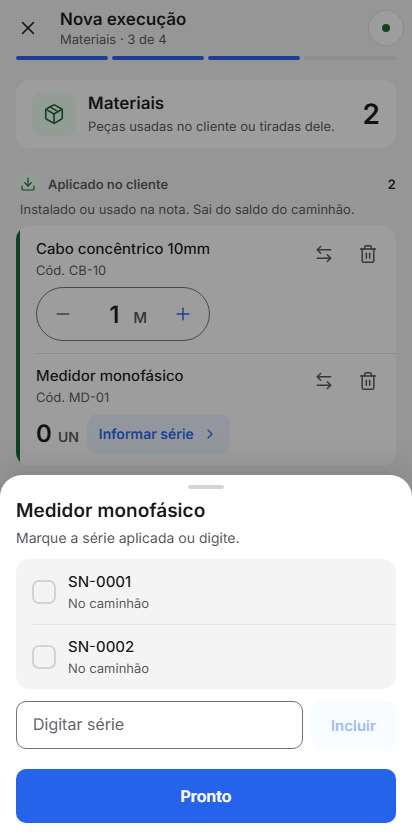 Nova execução
Materiais · 3 de 4
Materiais
Peças usadas no cliente ou tiradas dele.
2
Aplicado no cliente
2
Instalado ou usado na nota. Sai do saldo do caminhão.
Cabo concêntrico 10mm
Cód. CB-10
1 M
Medidor monofásico
Cód. MD-01
0 UN
Informar série
Medidor monofásico
Marque a série aplicada ou digite.
SN-0001
No caminhão
SN-0002
No caminhão
Digitar série
Incluir
Pronto